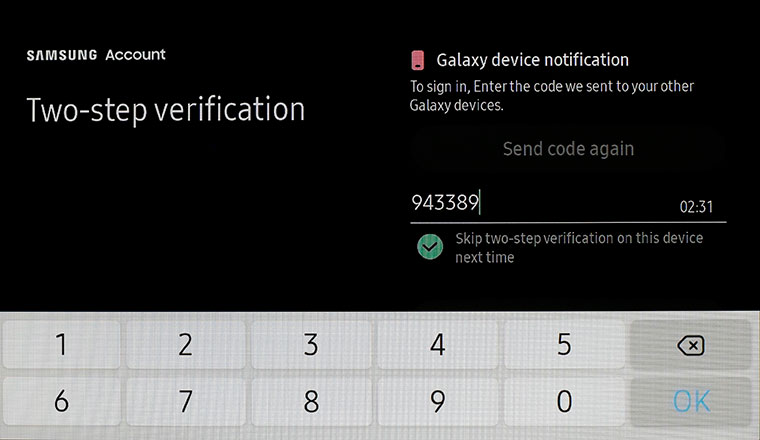 SAMSUNG Account
Two-step verification
Galaxy device notification
To sign in, Enter the code we sent to your other
Galaxy devices.
Send code again
943389
02:31
Skip two-step verification on this device
next time
1 2 3 4 5
6 7 8 9 0 OK